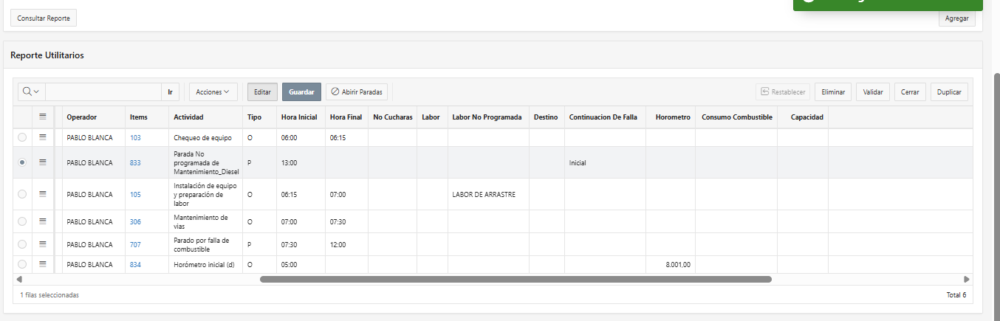 Consultar Reporte
Agregar
Reporte Utilitarios
Ir
Acciones
Editar
Guardar
Abirir Paradas
Restablecer
Eliminar
Validar
Cerrar
Duplicar
Operador Items Actividad Tipo Hora Inicial Hora Final No Cucharas Labor Labor No Programada Destino Continuacion De Falla Horometro Consumo Combustible Capacidad
PABLO BLANCA 103 Chequeo de equipo O 06:00 06:15
Parada No
PABLO BLANCA 833 programada de P 13:00 Inicial
Mantenimiento_Diesel
Instalación de equipo
PABLO BLANCA 105 y preparación de O 06:15 07:00 LABOR DE ARRASTRE
labor
Mantenimiento de
PABLO BLANCA 306 O 07:00 07:30
vias
Parado por falla de
PABLO BLANCA 707 P 07:30 12:00
combustible
PABLO BLANCA 834 Horómetro inicial (d) O 05:00 8.001,00
1 filas seleccionadas
Total 6